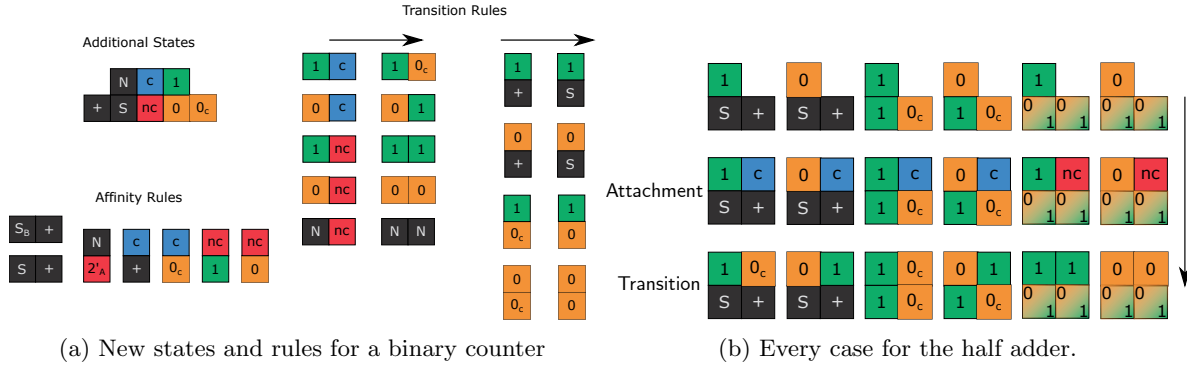 Transition Rules
Additional States
N c 1
+ S nc 0 0c
Affinity Rules
SB +
S +
N c c nc nc
2'A + 0c 1 0
1 c 1 0c
0 c 0 1
1 nc 1 1
0 nc 0 0
N nc N N
1 1
+ S
0 0
+ S
1 1
0c 0
0 0
0c 0
(a) New states and rules for a binary counter
1 0 1 0 1 0
S + S + 1 0c 1 0c 0 1 0 1 0 1 0 1
Attachment
1 c 0 c 1 c 0 c 1 nc 0 nc
S + S + 1 0c 1 0c 0 1 0 1 0 1 0 1
Transition
1 0c 0 1 1 0c 0 1 1 1 0 0
S + S + 1 0c 1 0c 0 1 0 1 0 1 0 1
(b) Every case for the half adder.